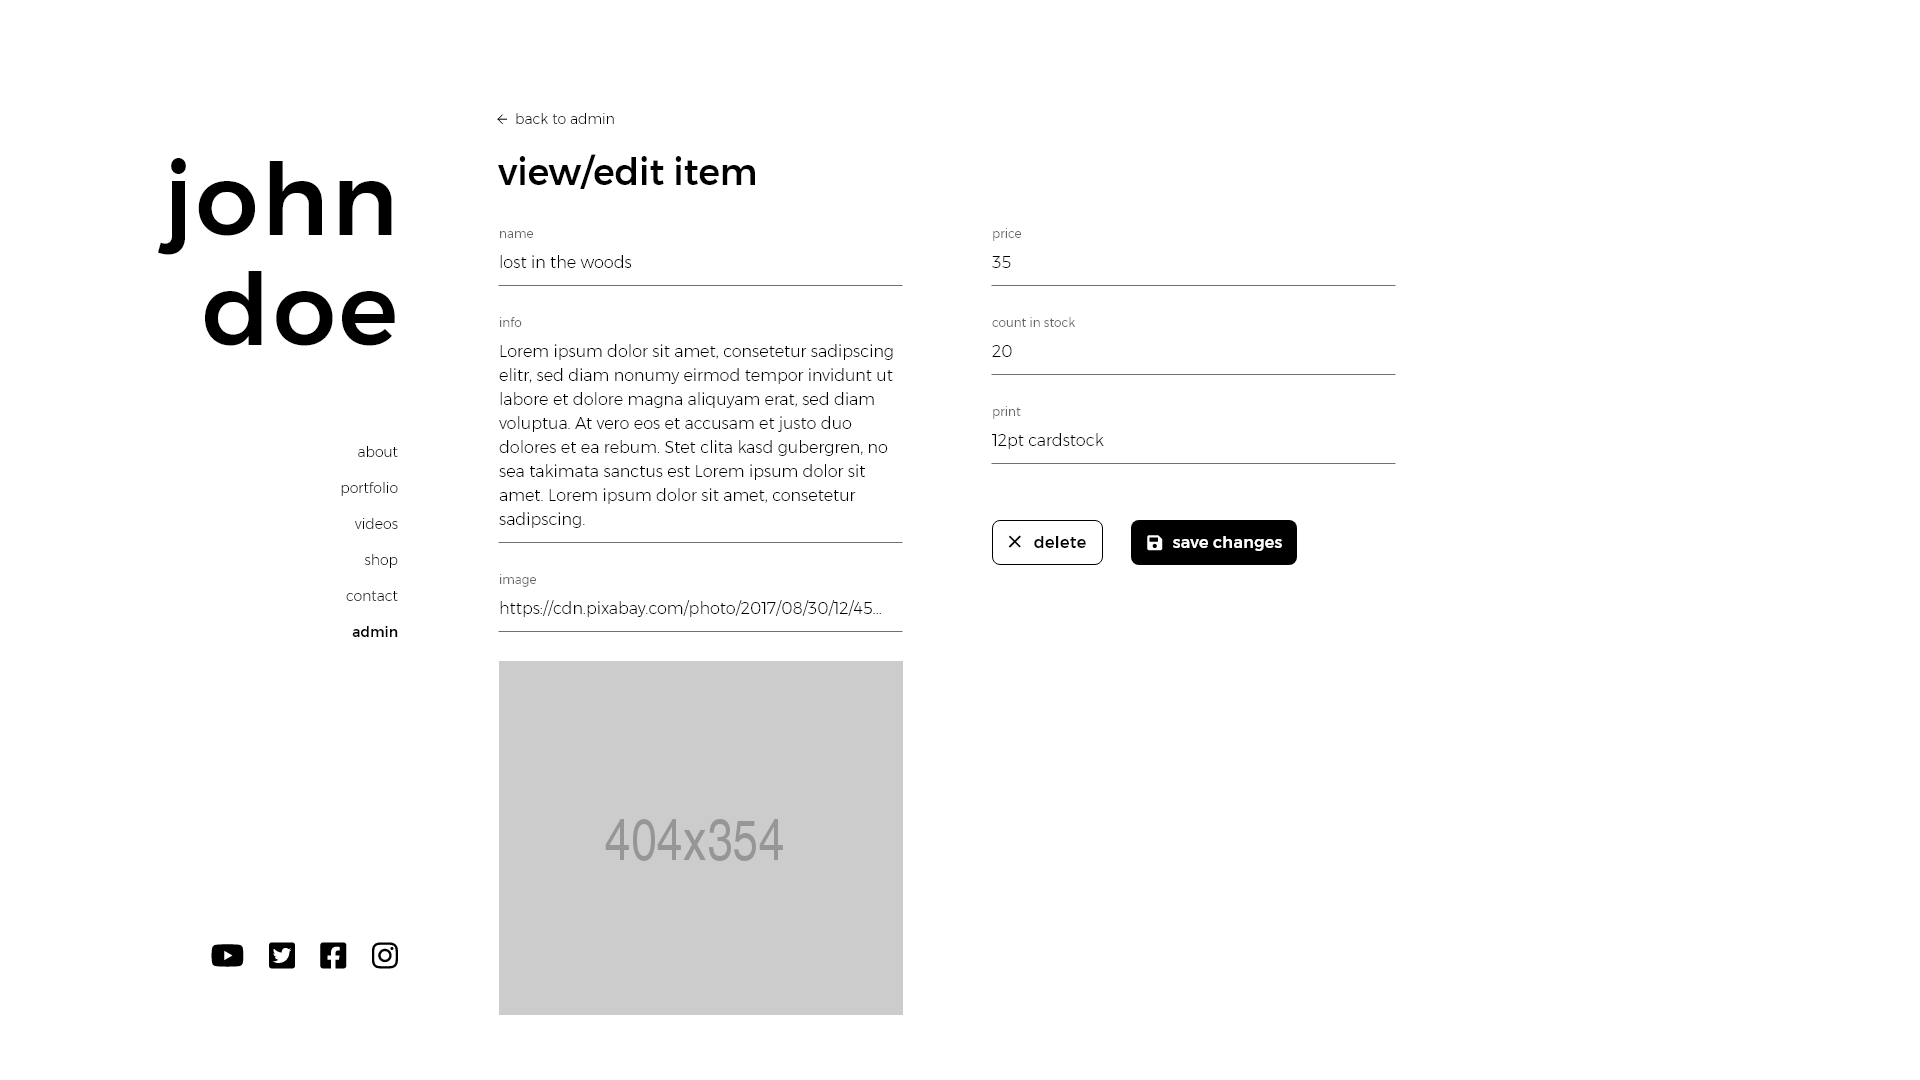 john
doe
about
portfolio
videos
shop
contact
admin
back to admin
view/edit item
name
lost in the woods
info
Lorem ipsum dolor sit amet, consetetur sadipscing
elitr, sed diam nonumy eirmod tempor invidunt ut
labore et dolore magna aliquyam erat, sed diam
voluptua. At vero eos et accusam et justo duo
dolores et ea rebum. Stet clita kasd gubergren, no
sea takimata sanctus est Lorem ipsum dolor sit
amet. Lorem ipsum dolor sit amet, consetetur
sadipscing.
image
https://cdn.pixabay.com/photo/2017/08/30/12/45...
404x354
price
35
count in stock
20
print
12pt cardstock
delete
save changes